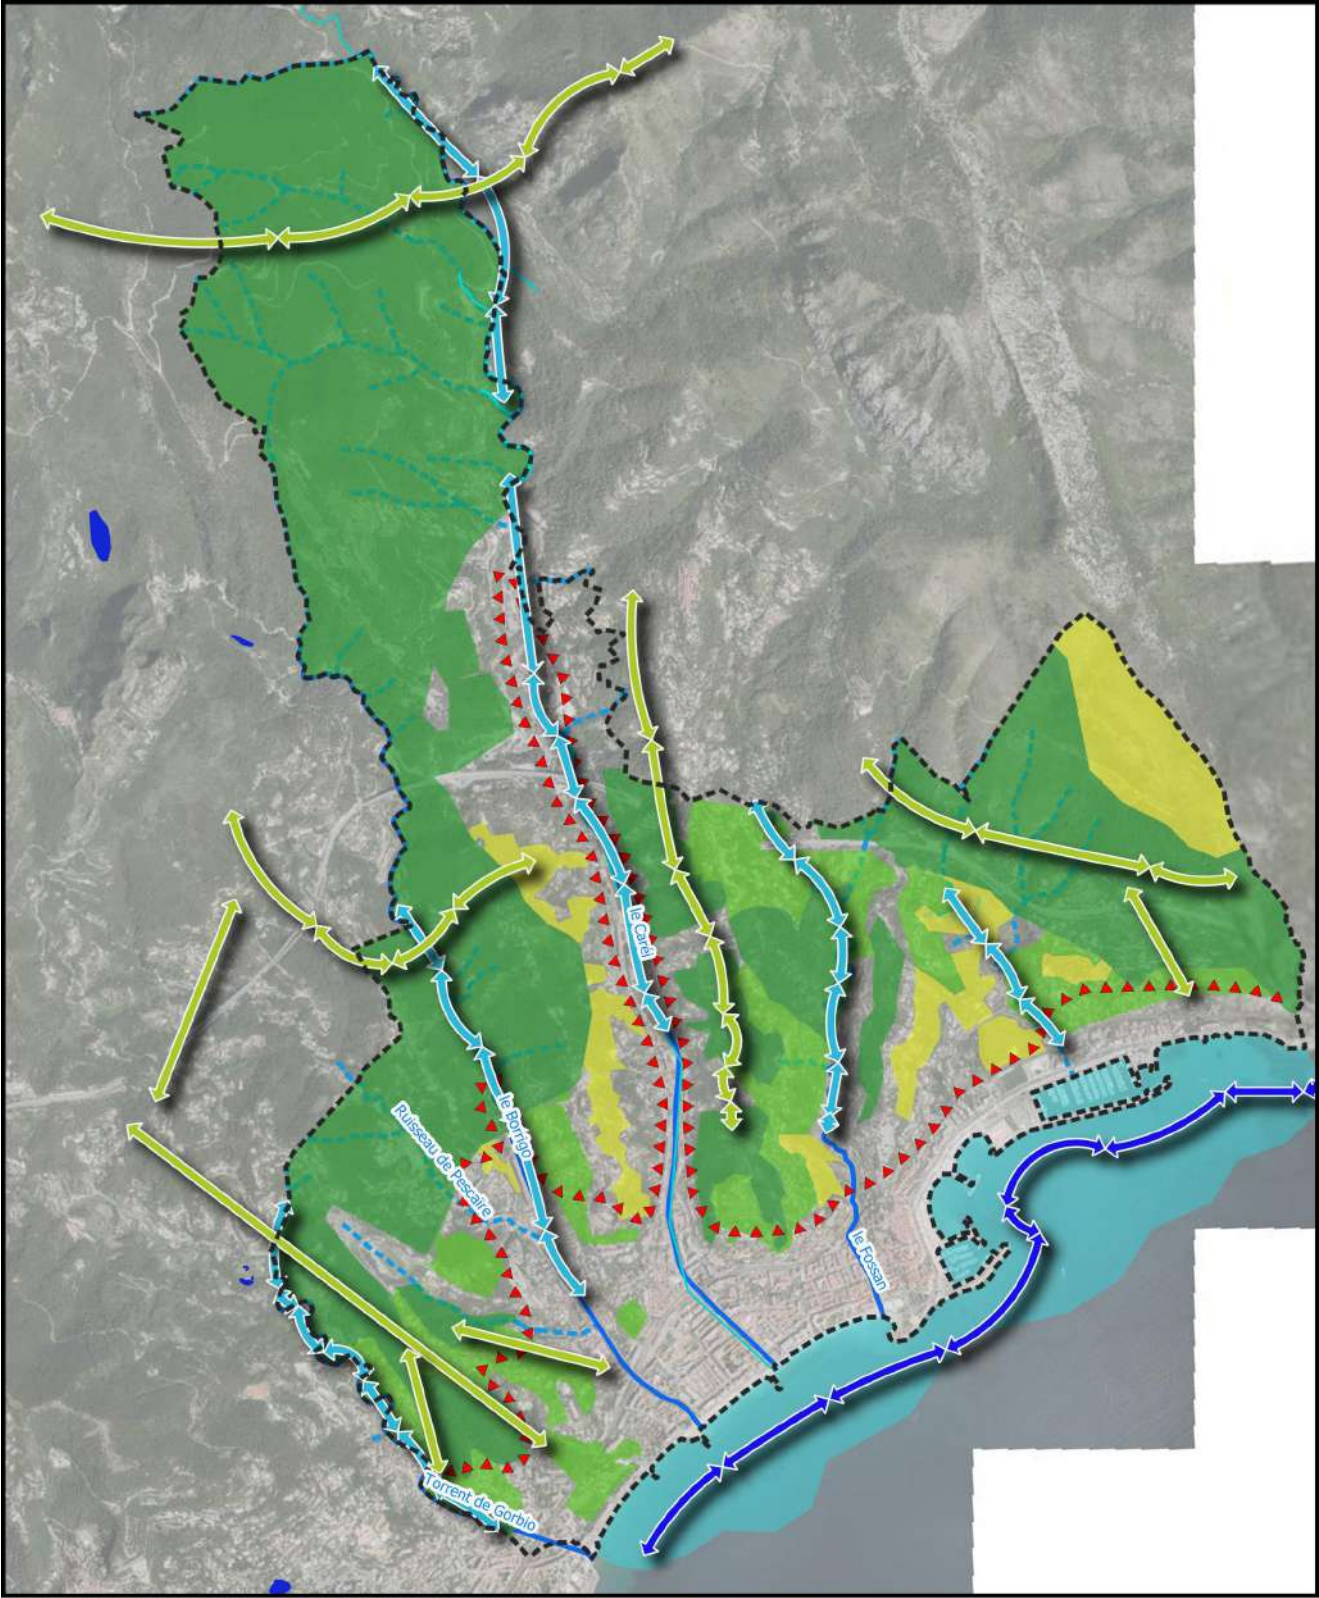 le Careï
le Borrigo
Ruisseau de Pescaire
le Fossan
Torrent de Gorbio